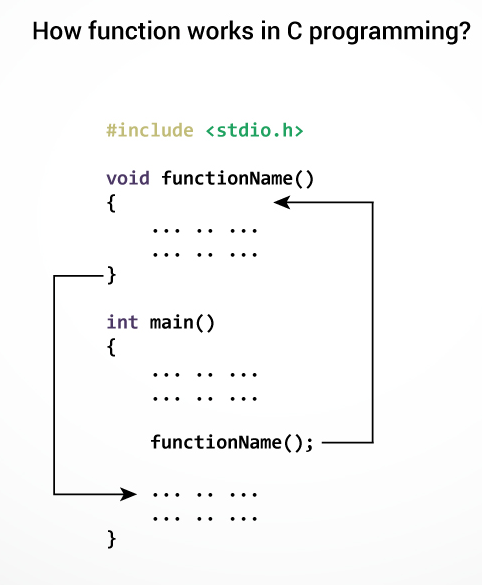 How function works in C programming?
#include <stdio.h>
void functionName()
{
... .. ...
... .. ...
}
int main()
{
... .. ...
... .. ...
functionName();
... .. ...
... .. ...
}